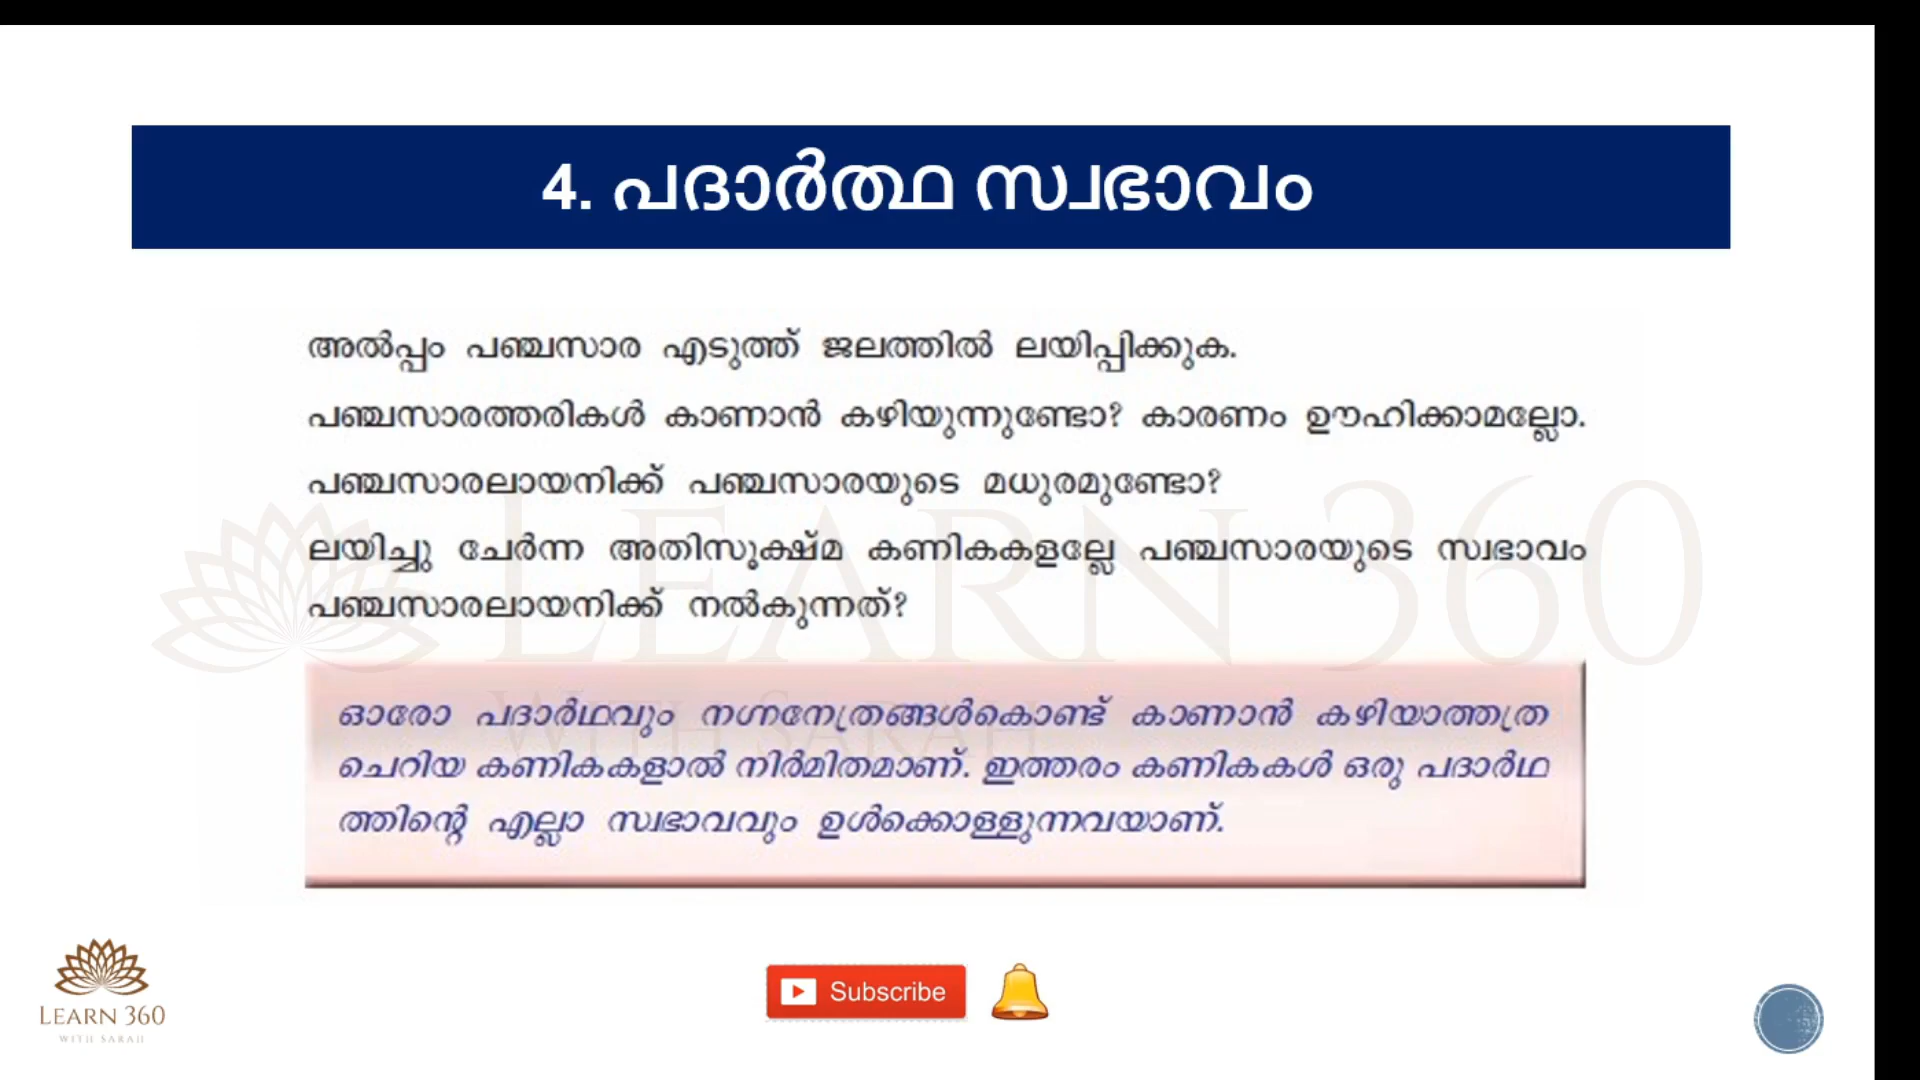 4. പദാർത്ഥ സ്വഭാവം
അൽപ്പം പഞ്ചസാര എടുത്ത് ജലത്തിൽ ലയിപ്പിക്കുക.
പഞ്ചസാരത്തരികൾ കാണാൻ കഴിയുന്നുണ്ടോ? കാരണം ഊഹിക്കാമല്ലോ.
പഞ്ചസാരലായനിക്ക് പഞ്ചസാരയുടെ മധുരമുണ്ടോ?
ലയിച്ചു ചേർന്ന അതിസൂക്ഷ്മ കണികകളല്ലേ പഞ്ചസാരയുടെ സ്വഭാവം
പഞ്ചസാരലായനിക്ക് നൽകുന്നത്?
LEARN 360
WITH SARAH
ഓരോ പദാർഥവും നഗ്നനേത്രങ്ങൾകൊണ്ട് കാണാൻ കഴിയാത്തത്ര
ചെറിയ കണികകളാൽ നിർമിതമാണ്. ഇത്തരം കണികകൾ ഒരു പദാർഥ
ത്തിന്റെ എല്ലാ സ്വഭാവവും ഉൾക്കൊള്ളുന്നവയാണ്.
LEARN 360
WITH SARAH
Subscribe